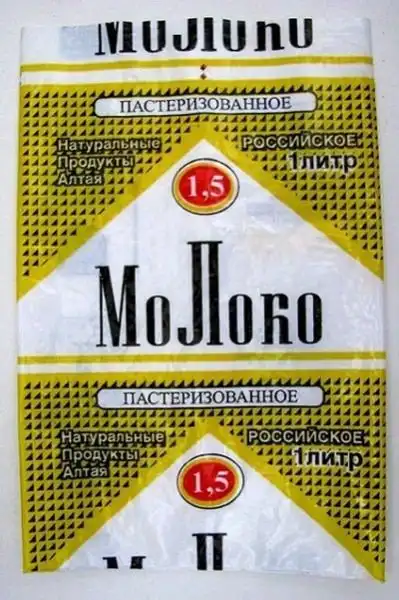 МоЛоко
ПАСТЕРИЗОВАННОЕ
Натуральные
Продукты
Алтая
РОССИЙСКОЕ
1литр
1,5
МоЛоко
ПАСТЕРИЗОВАННОЕ
Натуральные
Продукты
Алтая
РОССИЙСКОЕ
1литр
1,5